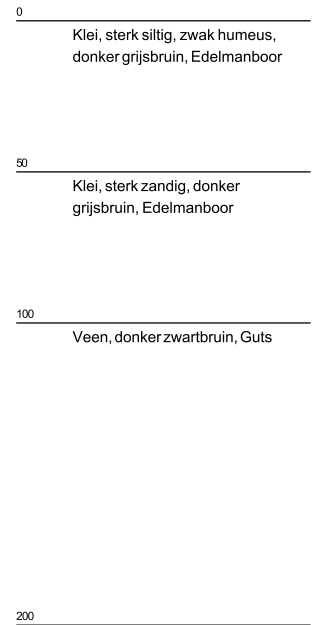 0
Klei, sterk siltig, zwak humeus,
donker grijsbruin, Edelmanboor
50
Klei, sterk zandig, donker
grijsbruin, Edelmanboor
100
Veen, donker zwartbruin, Guts
200